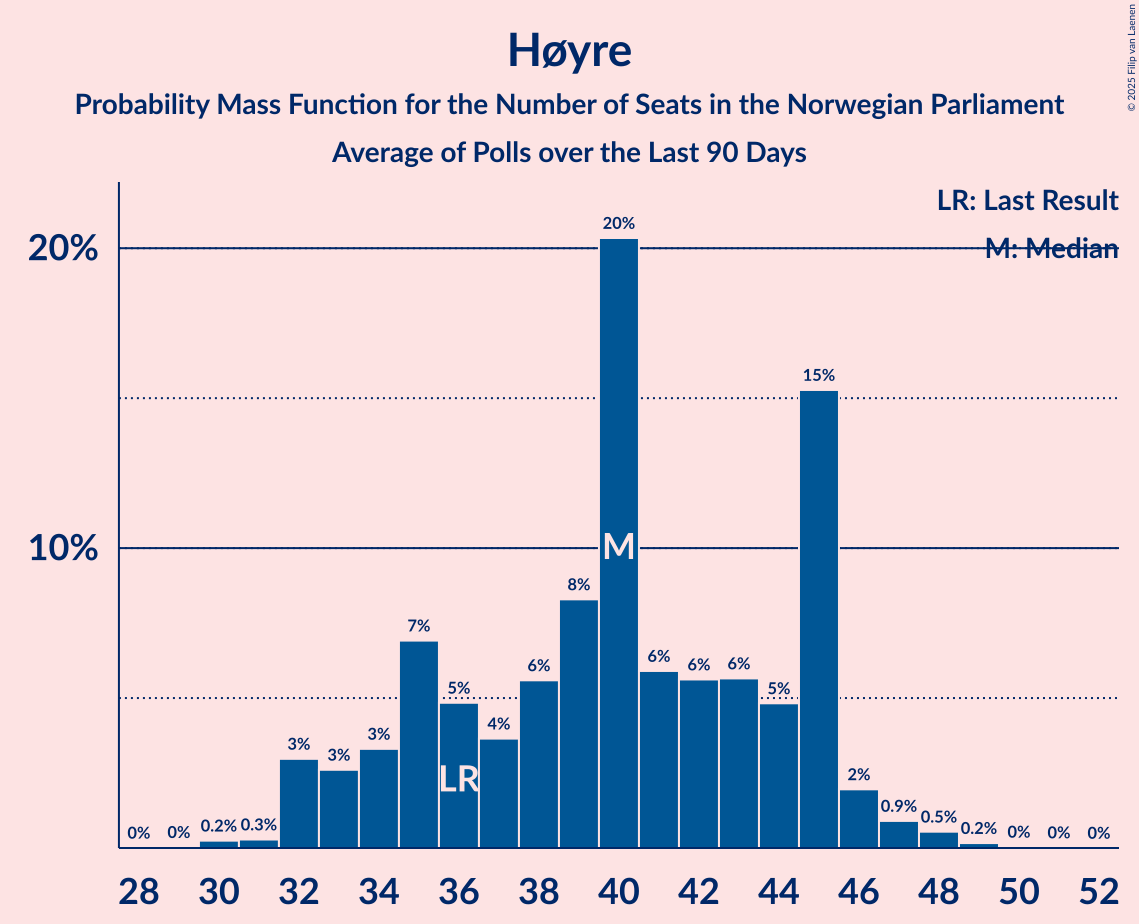 Høyre
Probability Mass Function for the Number of Seats in the Norwegian Parliament
Average of Polls over the Last 90 Days
© 2025 Filip van Laenen
LR: Last Result
M: Median
20%
10%
0% 0% 0.2% 0.3% 3% 3% 3% 7% 5% 4% 6% 8% 20% 6% 6% 6% 5% 15% 2% 0.9% 0.5% 0.2% 0% 0% 0%
M
LR
28 30 32 34 36 38 40 42 44 46 48 50 52